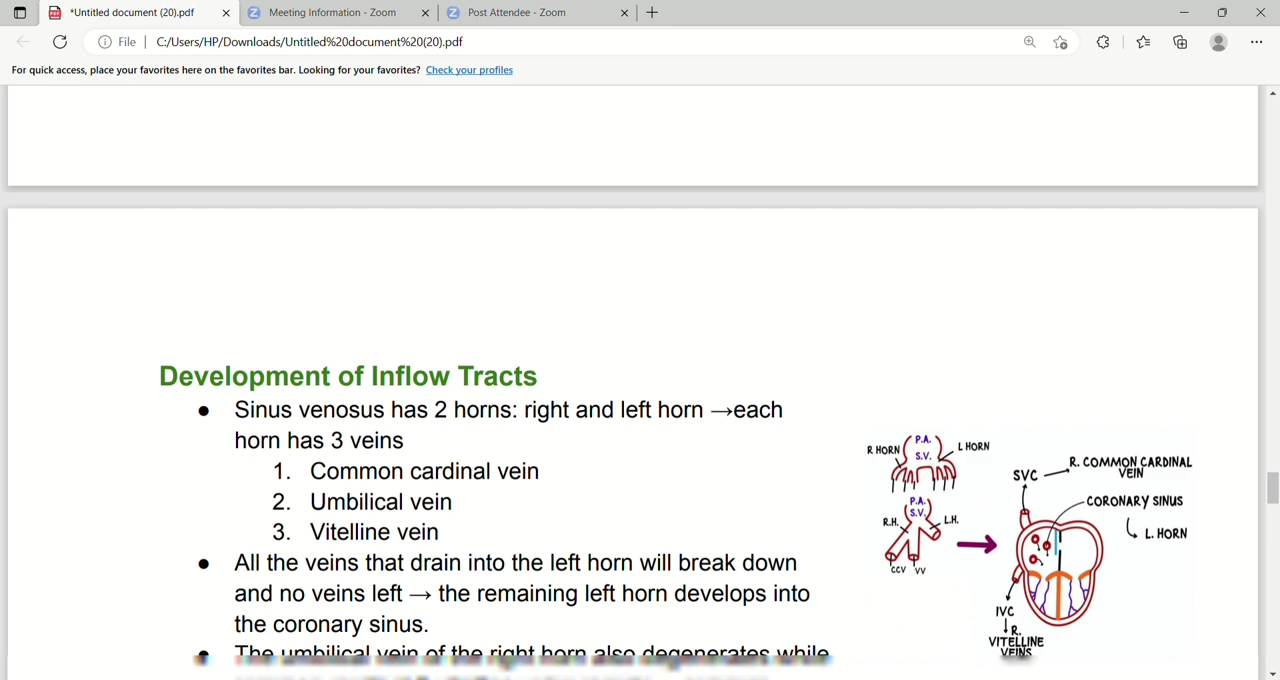 *Untitled document (20).pdf
Meeting Information - Zoom
Post Attendee - Zoom
File
C:/Users/HP/Downloads/Untitled%20document%20(20).pdf
For quick access, place your favorites here on the favorites bar. Looking for your favorites? Check your profiles
Development of Inflow Tracts
● Sinus venosus has 2 horns: right and left horn →each
horn has 3 veins
1. Common cardinal vein
2. Umbilical vein
3. Vitelline vein
● All the veins that drain into the left horn will break down
and no veins left → the remaining left horn develops into
the coronary sinus.
● The umbilical vein of the right horn also degenerates while
P.A.
R HORN
L HORN
S.V.
P.A.
S.V.
R.H.
L.H.
CCV VV
SVC
R. COMMON CARDINAL
VEIN
CORONARY SINUS
L. HORN
IVC
R.
VITELLINE
VEINS